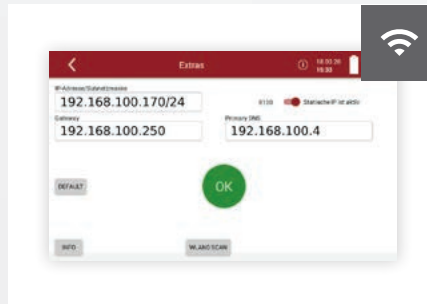 Extras
IP-Adresse/Subnetzmaske
192.168.100.170/24
Statische IP ist aktiv
Gateway
Primary DNS
192.168.100.250
192.168.100.4
DEFAULT
OK
INFO
WLAN0 SCAN